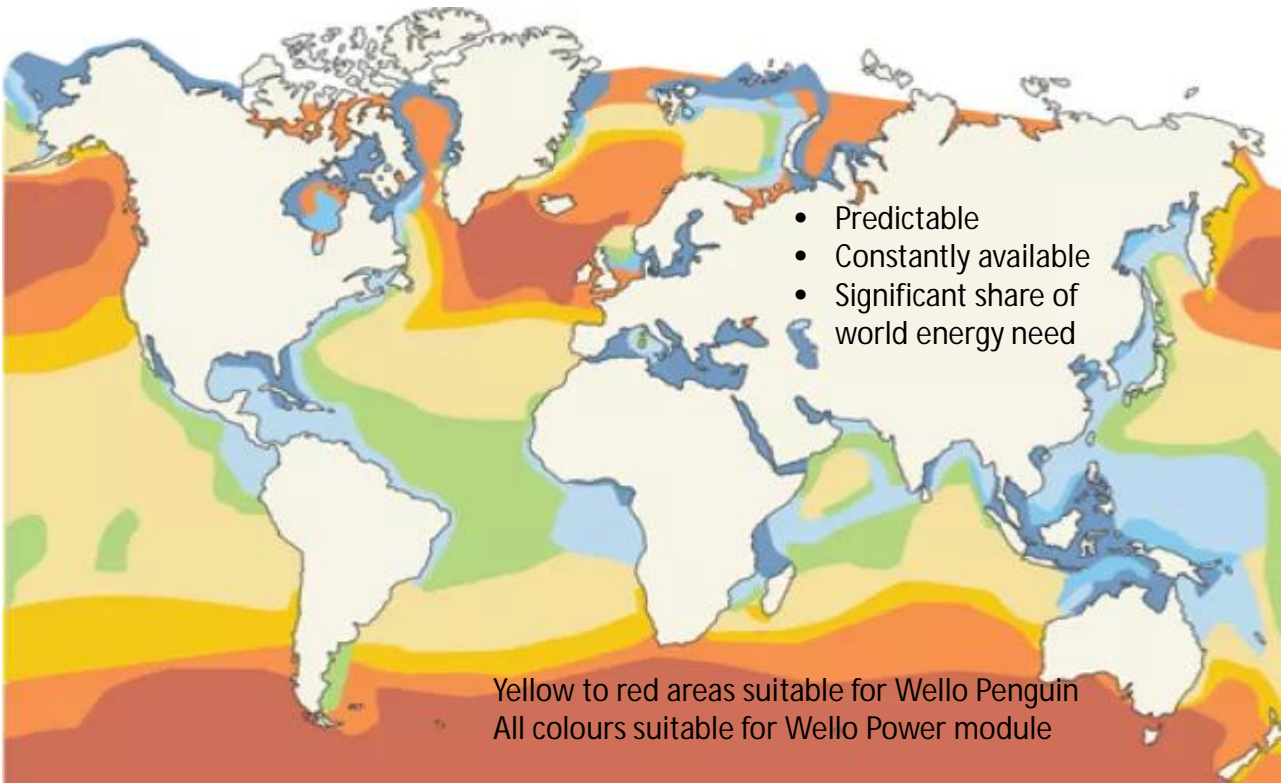 • Predictable
• Constantly available
• Significant share of
world energy need
Yellow to red areas suitable for Wello Penguin
All colours suitable for Wello Power module